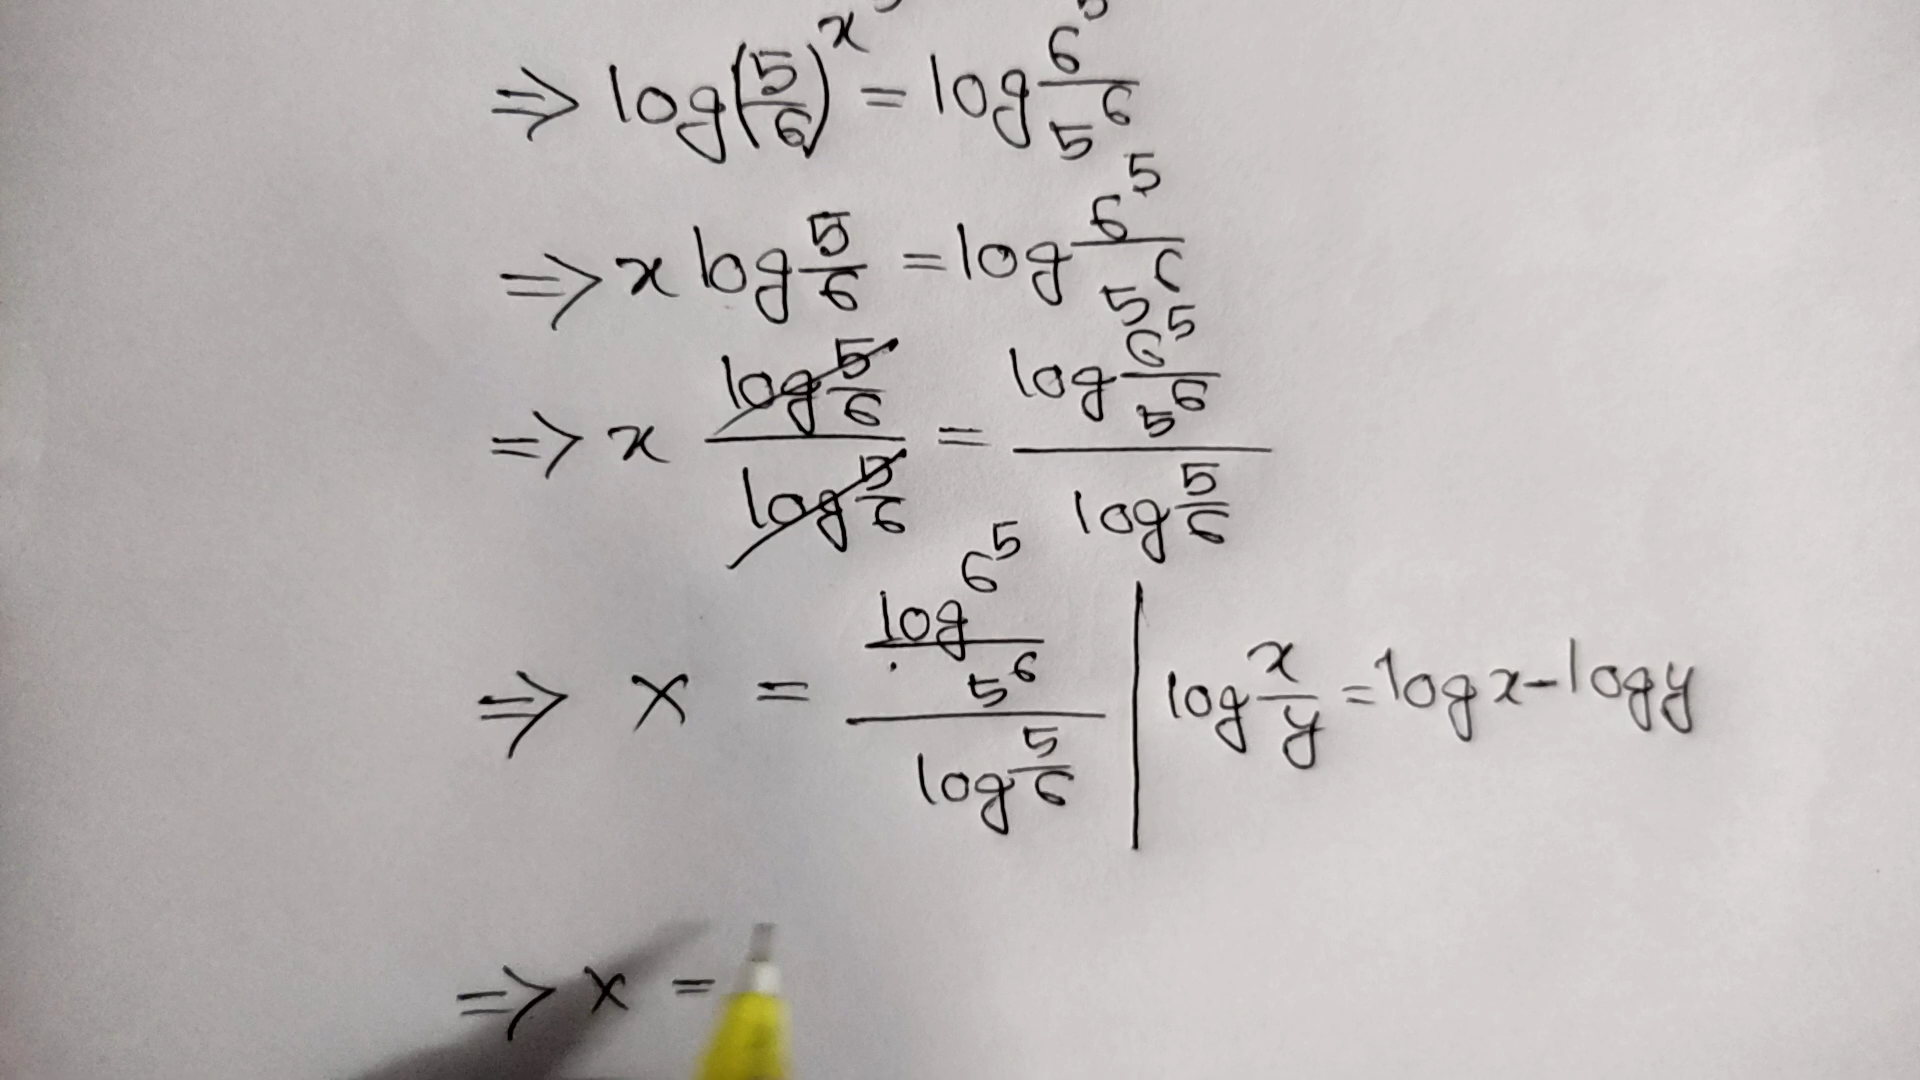 ⇒ log(5/6)^x = log 6^5/5^6
⇒ x log 5/6 = log 6^5/5^6
⇒ x (log 5/6)/(log 5/6) = (log 6^5/5^6)/(log 5/6)
⇒ x = (log 6^5/5^6)/(log 5/6) | log x/y = log x - log y
⇒ x =